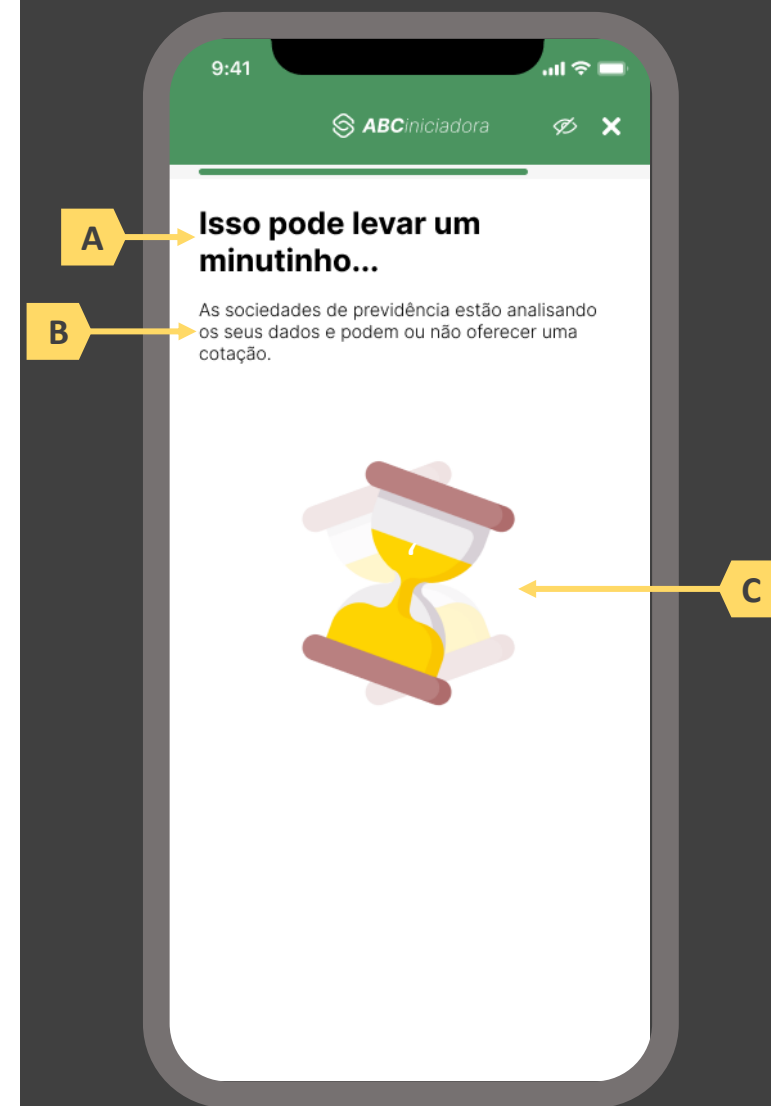 9:41
ABCiniciadora
A
Isso pode levar um
minutinho...
B
As sociedades de previdência estão analisando
os seus dados e podem ou não oferecer uma
cotação.
C